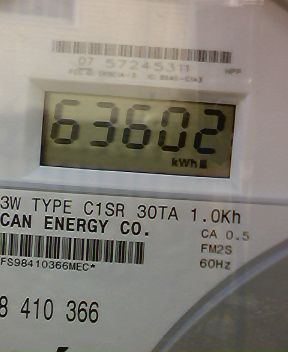 07 57245311
63602
kWh
3W TYPE C1SR 30TA 1.0Kh
CAN ENERGY CO.
CA 0.5
FM2S
FS98410366MEC*
60Hz
8 410 366